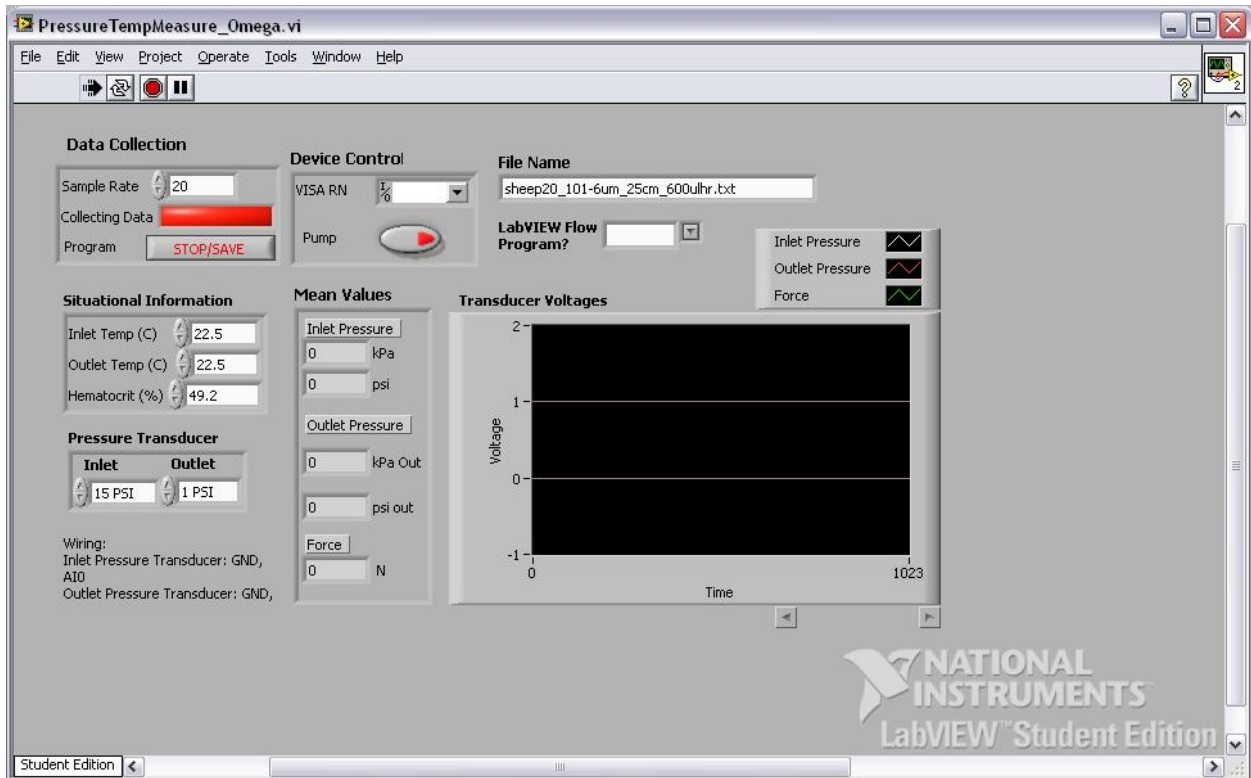 PressureTempMeasure_Omega.vi
File Edit View Project Operate Tools Window Help
2
Data Collection
Sample Rate 20
Collecting Data
Program STOP/SAVE
Device Control
VISA RN I/O
Pump
File Name
sheep20_101-6um_25cm_600ulhr.txt
LabVIEW Flow
Program?
Inlet Pressure
Outlet Pressure
Force
Situational Information
Inlet Temp (C) 22.5
Outlet Temp (C) 22.5
Hematocrit (%) 49.2
Pressure Transducer
Inlet Outlet
15 PSI 1 PSI
Wiring:
Inlet Pressure Transducer: GND,
AI0
Outlet Pressure Transducer: GND,
Mean Values
Inlet Pressure
0 kPa
0 psi
Outlet Pressure
0 kPa Out
0 psi out
Force
0 N
Transducer Voltages
Voltage
2
1
0
-1
0 1023
Time
NATIONAL
INSTRUMENTS
LabVIEW™ Student Edition
Student Edition